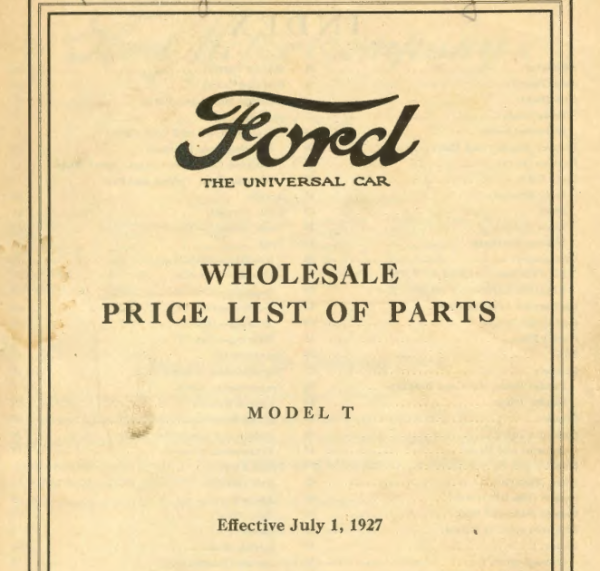 Ford
THE UNIVERSAL CAR
WHOLESALE
PRICE LIST OF PARTS
MODEL T
Effective July 1, 1927